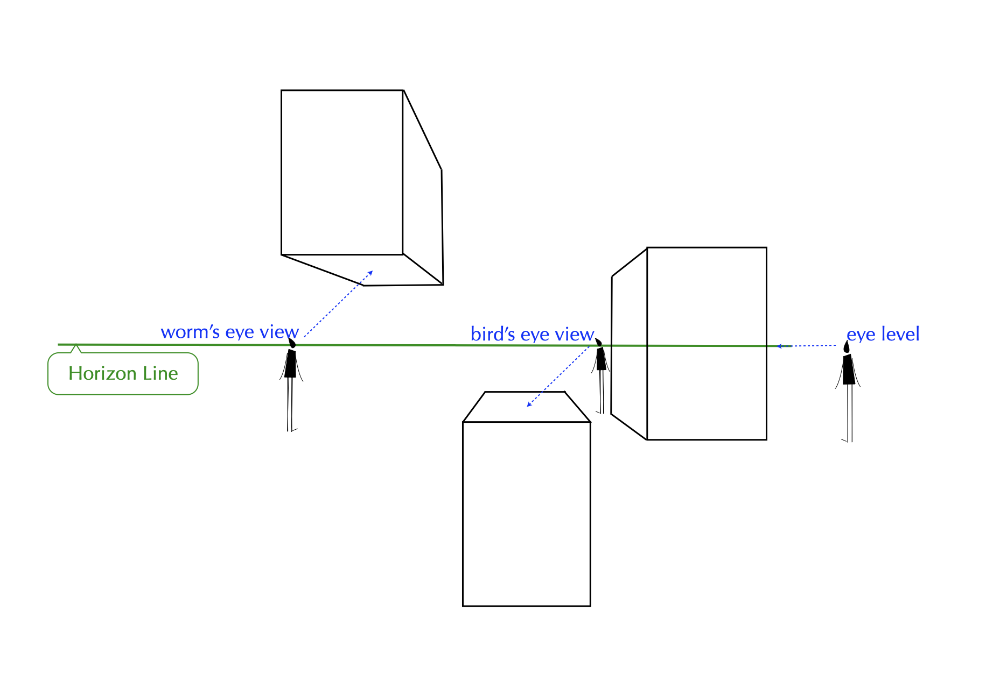 worm’s eye view
bird’s eye view
eye level
Horizon Line